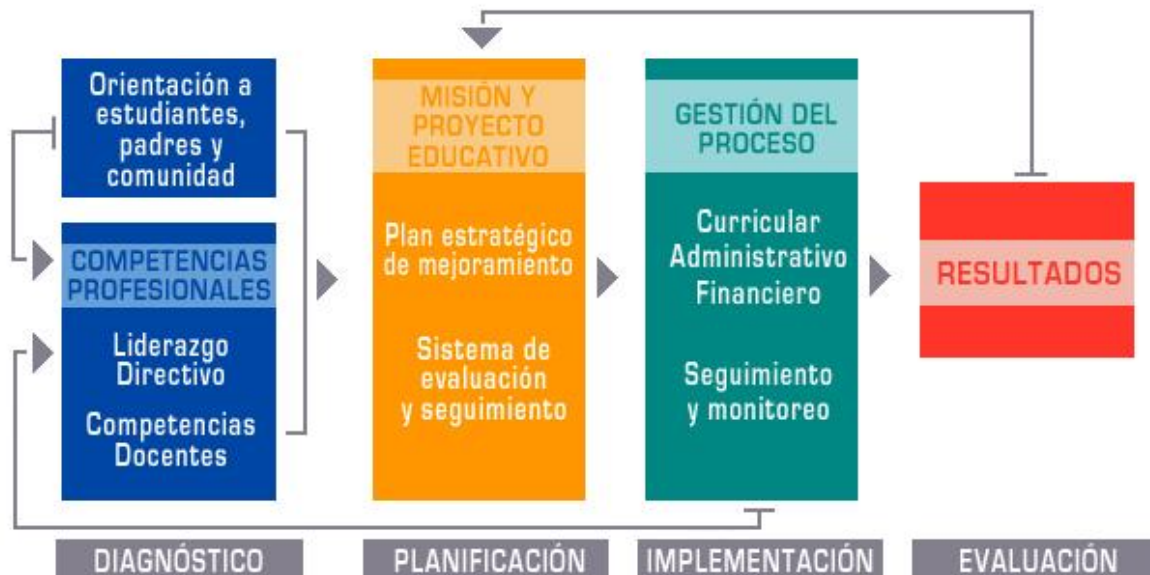 Orientación a
estudiantes,
padres y
comunidad
COMPETENCIAS
PROFESIONALES
Liderazgo
Directivo
Competencias
Docentes
MISIÓN Y
PROYECTO
EDUCATIVO
Plan estratégico
de mejoramiento
Sistema de
evaluación
y seguimiento
GESTIÓN DEL
PROCESO
Curricular
Administrativo
Financiero
Seguimiento
y monitoreo
RESULTADOS
DIAGNÓSTICO
PLANIFICACIÓN
IMPLEMENTACIÓN
EVALUACIÓN